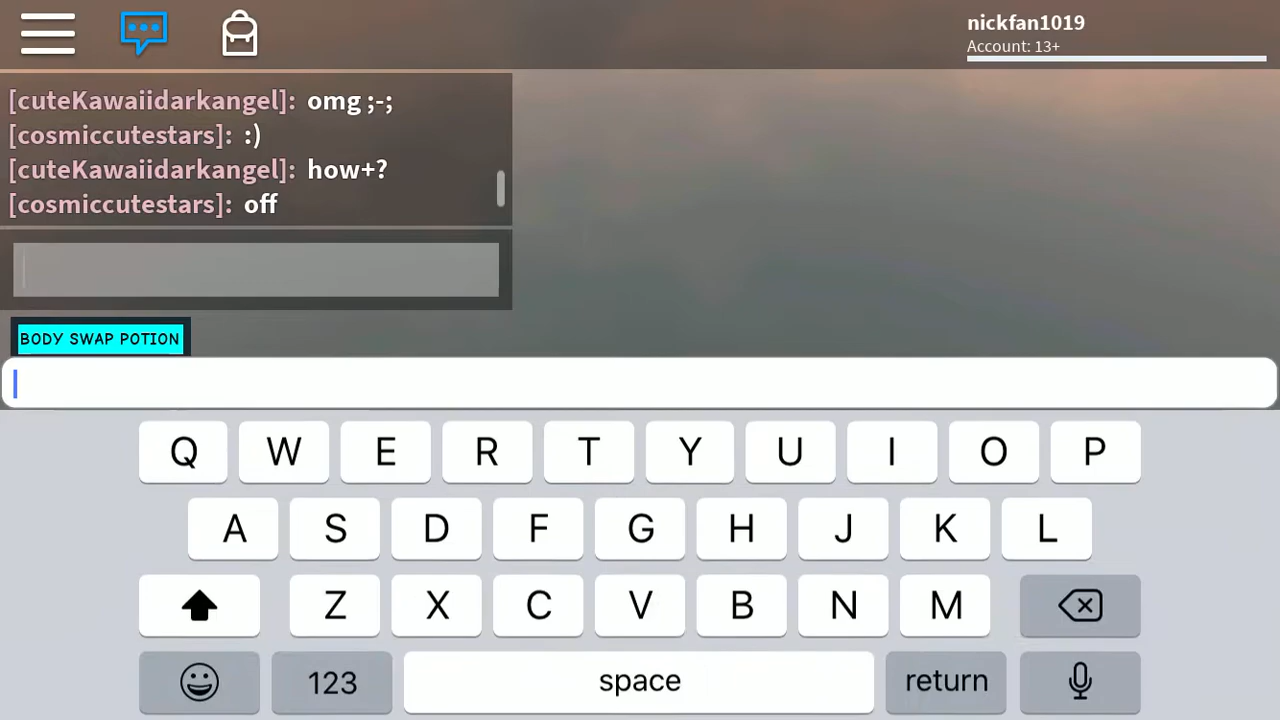 nickfan1019
Account: 13+
[cuteKawaiidarkangel]: omg ;-;
[cosmiccutestars]: :)
[cuteKawaiidarkangel]: how+?
[cosmiccutestars]: off
BODY SWAP POTION
Q W E R T Y U I O P
A S D F G H J K L
Z X C V B N M
123 space return